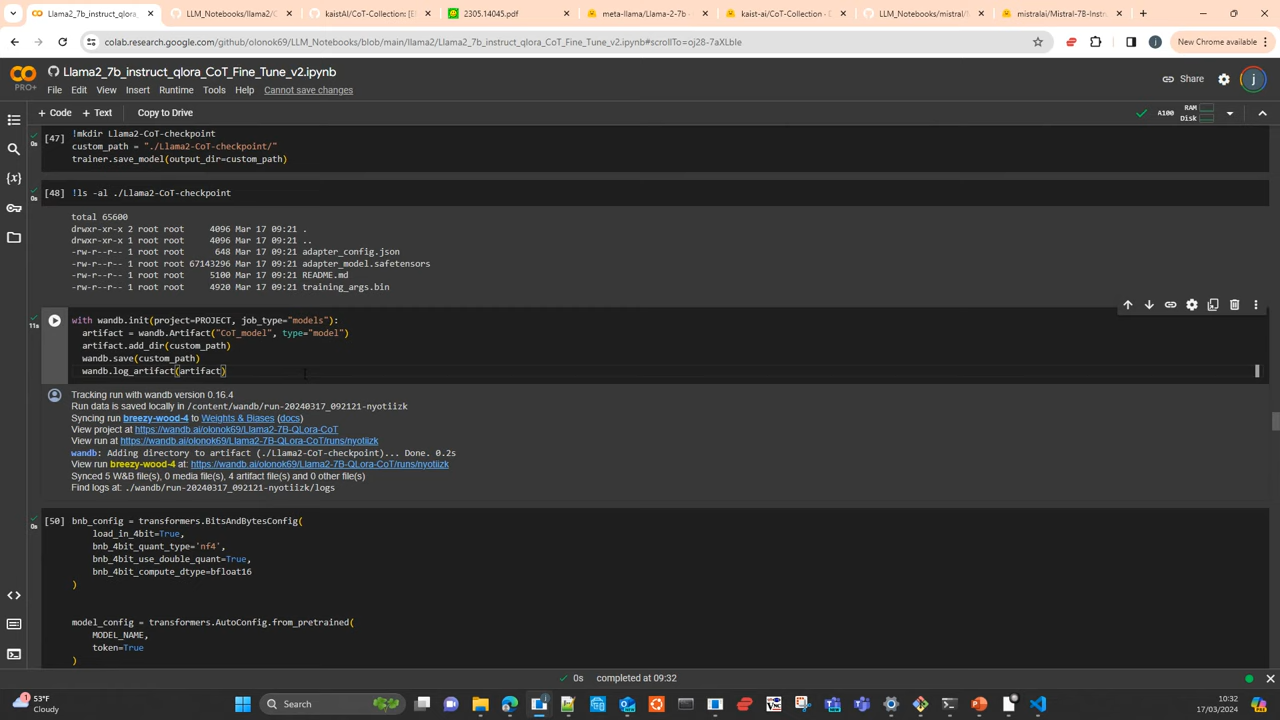 Llama2_7b_instruct_qlora_CoT_F
LLM_Notebooks/llama2/
kaistAI/CoT-Collection: [E
2305.14045.pdf
meta-llama/Llama-2-7b
kaist-ai/CoT-Collection
LLM_Notebooks/mistral/
mistralai/Mistral-7B-Instr
colab.research.google.com/github/olonok69/LLM_Notebooks/blob/main/llama2/Llama2_7b_instruct_qlora_CoT_Fine_Tune_v2.ipynb#scrollTo=oj28-7aXLble
j
New Chrome available
PRO+
Llama2_7b_instruct_qlora_CoT_Fine_Tune_v2.ipynb
Share
j
File Edit View Insert Runtime Tools Help Cannot save changes
+ Code + Text Copy to Drive
A100
RAM
Disk
[47] !mkdir Llama2-CoT-checkpoint
0s
custom_path = "./Llama2-CoT-checkpoint/"
trainer.save_model(output_dir=custom_path)
[48] !ls -al ./Llama2-CoT-checkpoint
0s
total 65600
drwxr-xr-x 2 root root 4096 Mar 17 09:21 .
drwxr-xr-x 1 root root 4096 Mar 17 09:21 ..
-rw-r--r-- 1 root root 648 Mar 17 09:21 adapter_config.json
-rw-r--r-- 1 root root 67143296 Mar 17 09:21 adapter_model.safetensors
-rw-r--r-- 1 root root 5100 Mar 17 09:21 README.md
-rw-r--r-- 1 root root 4920 Mar 17 09:21 training_args.bin
11s
with wandb.init(project=PROJECT, job_type="models"):
artifact = wandb.Artifact("CoT_model", type="model")
artifact.add_dir(custom_path)
wandb.save(custom_path)
wandb.log_artifact(artifact)
Tracking run with wandb version 0.16.4
Run data is saved locally in /content/wandb/run-20240317_092121-nyotiizk
Syncing run breezy-wood-4 to Weights & Biases (docs)
View project at https://wandb.ai/olonok69/Llama2-7B-QLora-CoT
View run at https://wandb.ai/olonok69/Llama2-7B-QLora-CoT/runs/nyotiizk
wandb: Adding directory to artifact (./Llama2-CoT-checkpoint)... Done. 0.2s
View run breezy-wood-4 at: https://wandb.ai/olonok69/Llama2-7B-QLora-CoT/runs/nyotiizk
Synced 5 W&B file(s), 0 media file(s), 4 artifact file(s) and 0 other file(s)
Find logs at: ./wandb/run-20240317_092121-nyotiizk/logs
[50] bnb_config = transformers.BitsAndBytesConfig(
0s
load_in_4bit=True,
bnb_4bit_quant_type='nf4',
bnb_4bit_use_double_quant=True,
bnb_4bit_compute_dtype=bfloat16
)
model_config = transformers.AutoConfig.from_pretrained(
MODEL_NAME,
token=True
)
0s completed at 09:32
53°F
Cloudy
Search
10:32
17/03/2024